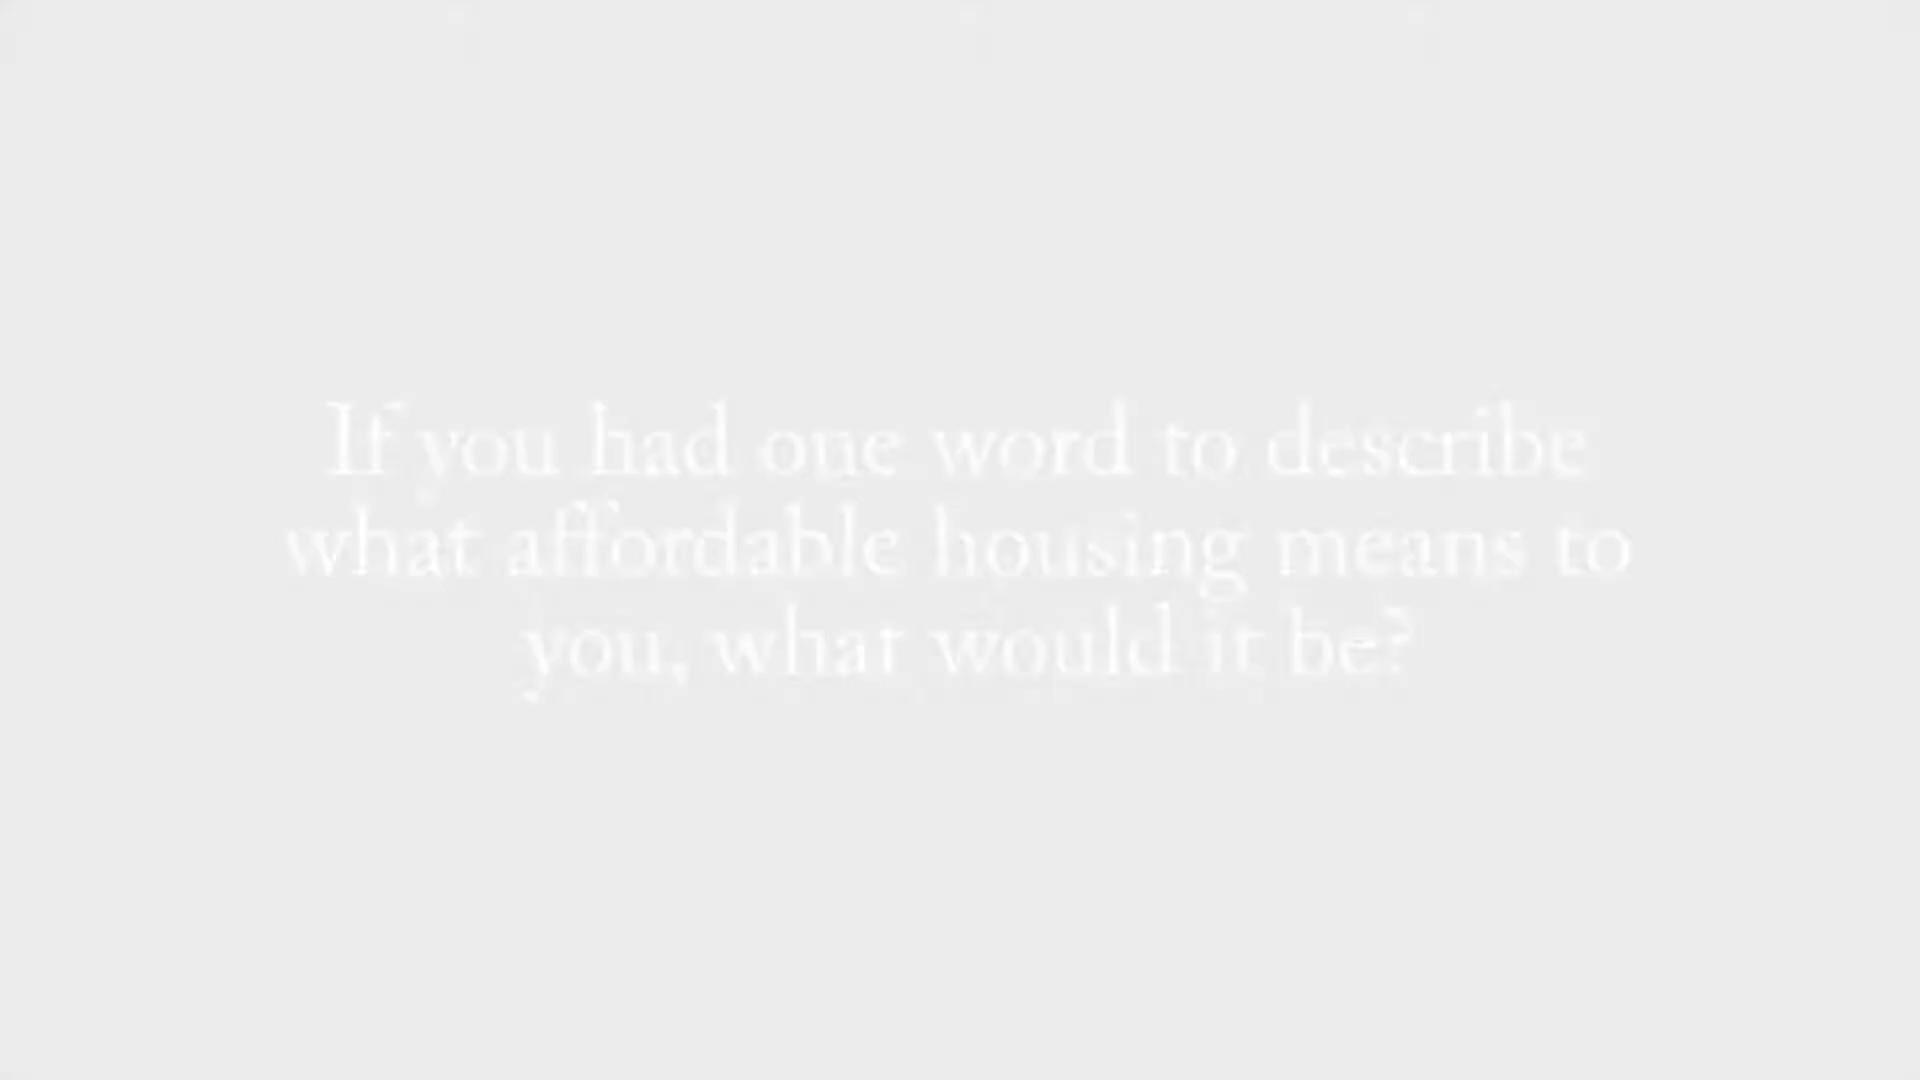 If you had one word to describe
what affordable housing means to
you, what would it be?